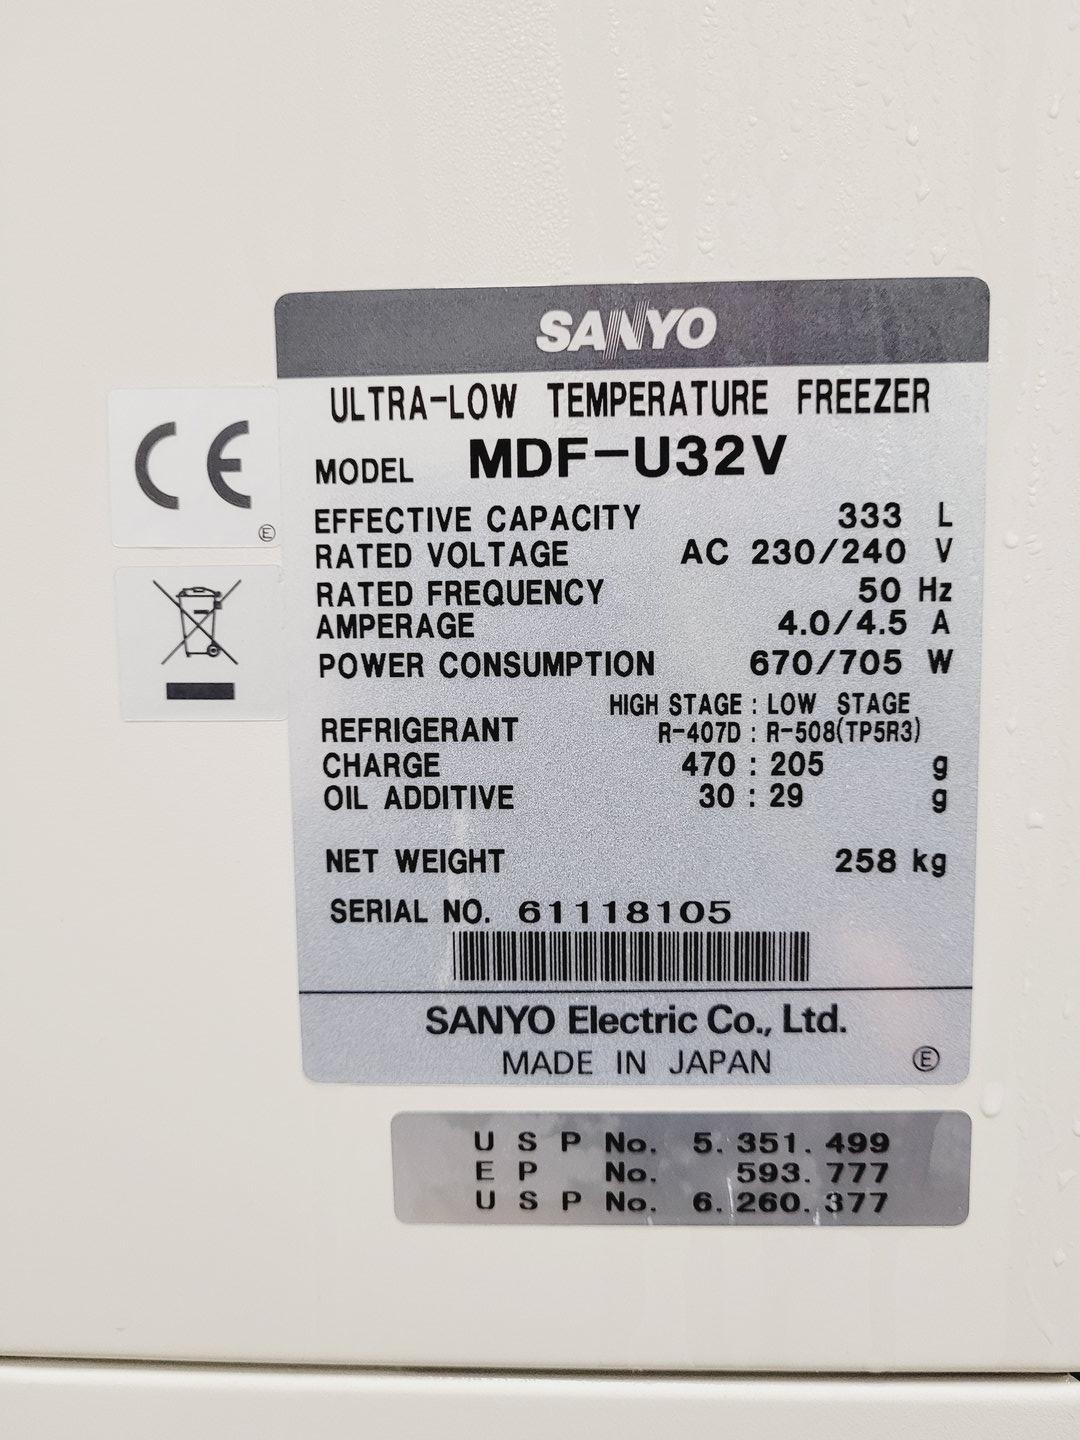 SANYO
ULTRA-LOW TEMPERATURE FREEZER
MODEL MDF-U32V
EFFECTIVE CAPACITY 333 L
RATED VOLTAGE AC 230/240 V
RATED FREQUENCY 50 Hz
AMPERAGE 4.0/4.5 A
POWER CONSUMPTION 670/705 W
HIGH STAGE : LOW STAGE
REFRIGERANT R-407D : R-508(TP5R3)
CHARGE 470 : 205 g
OIL ADDITIVE 30 : 29 g
NET WEIGHT 258 kg
SERIAL NO. 61118105
SANYO Electric Co., Ltd.
MADE IN JAPAN Ⓔ
CE
Ⓔ
U S P No. 5. 351. 499
E P No. 593. 777
U S P No. 6. 260. 377